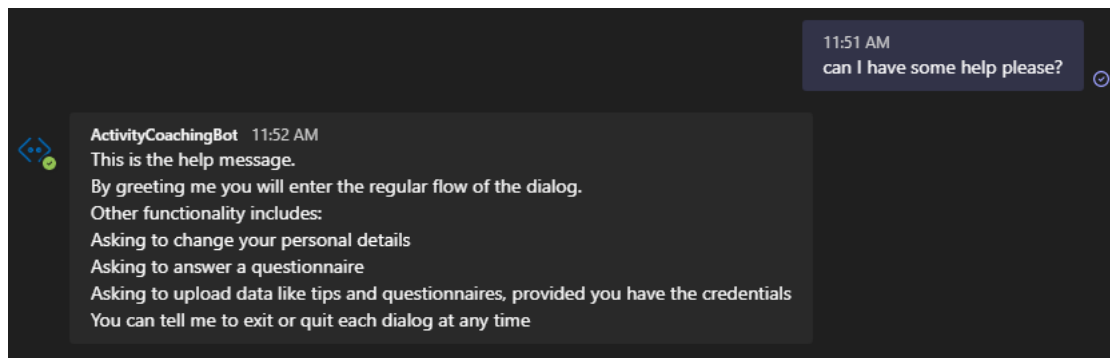 11:51 AM
can I have some help please?
ActivityCoachingBot 11:52 AM
This is the help message.
By greeting me you will enter the regular flow of the dialog.
Other functionality includes:
Asking to change your personal details
Asking to answer a questionnaire
Asking to upload data like tips and questionnaires, provided you have the credentials
You can tell me to exit or quit each dialog at any time